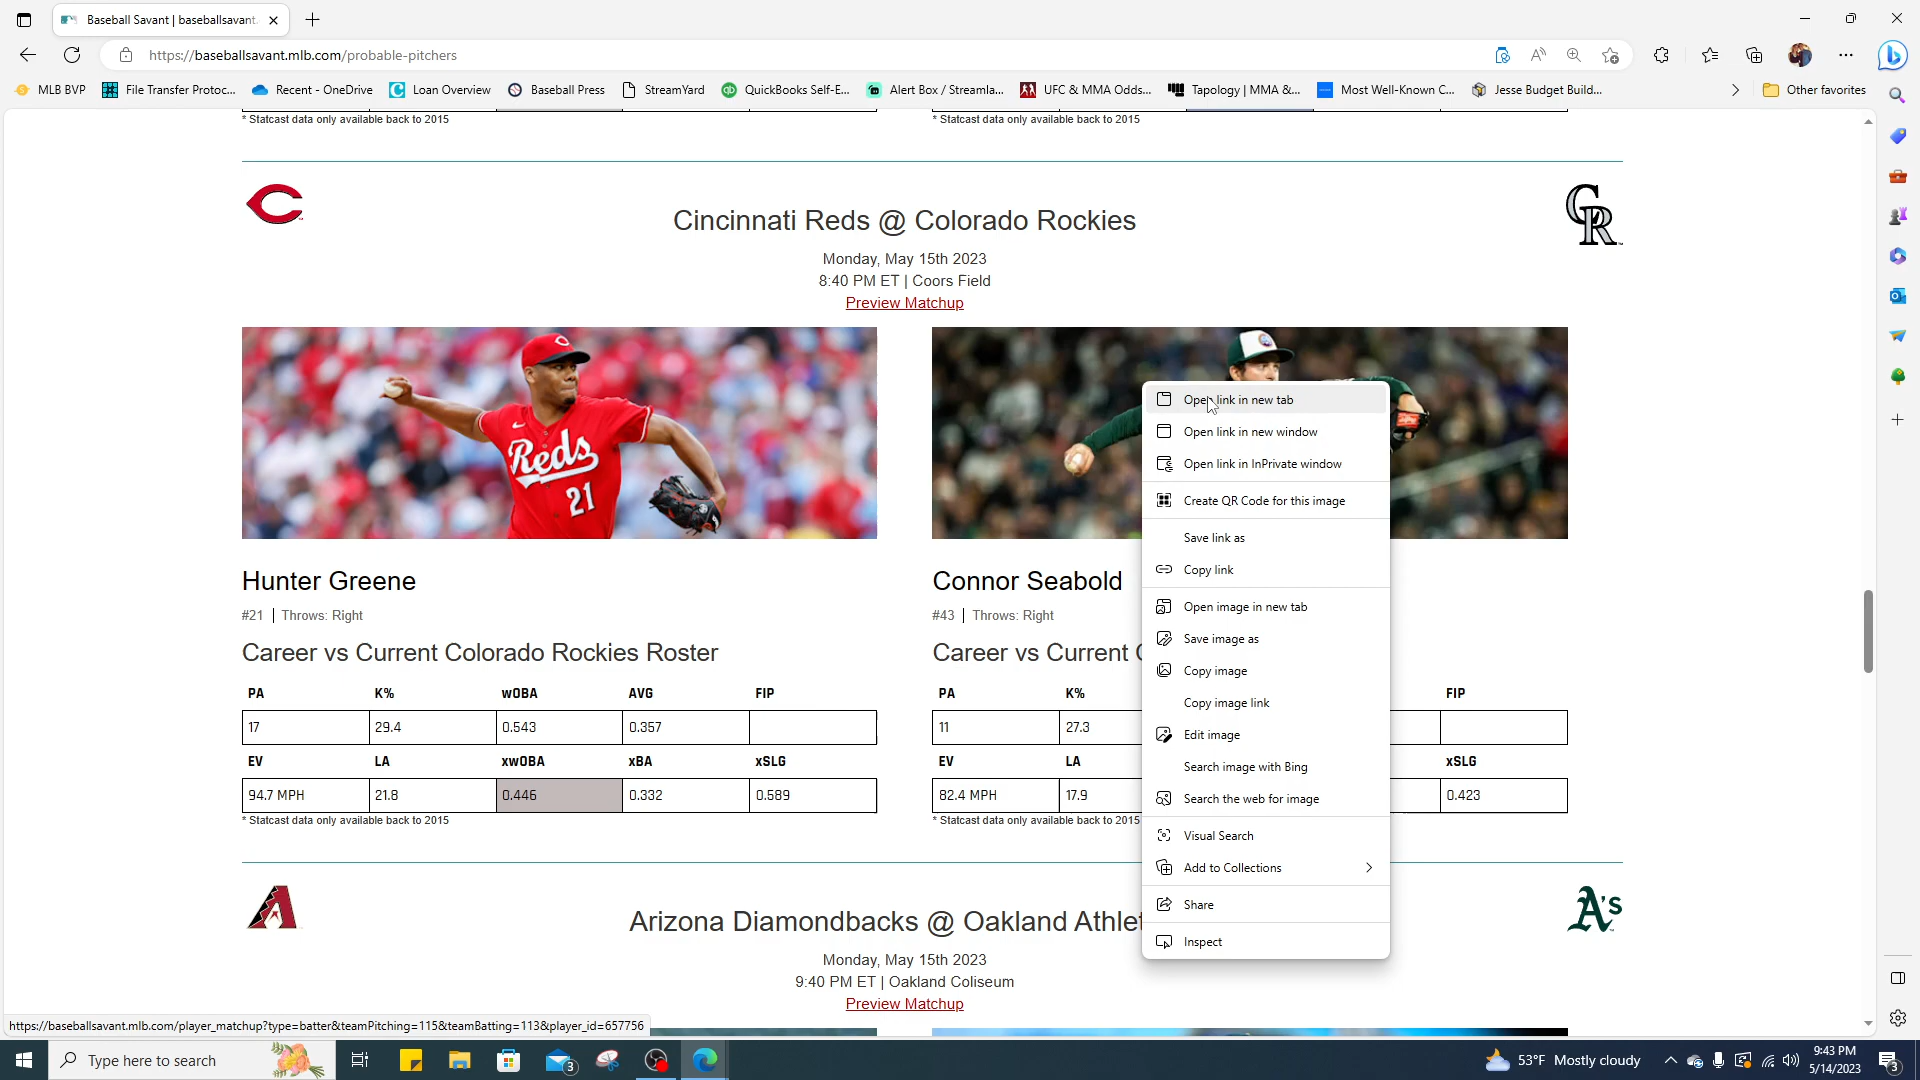 Baseball Savant | baseballsavant.
https://baseballsavant.mlb.com/probable-pitchers
MLB BVP
File Transfer Protoc...
Recent - OneDrive
Loan Overview
Baseball Press
StreamYard
QuickBooks Self-E...
Alert Box / Streamla...
UFC & MMA Odds...
Tapology | MMA &...
Most Well-Known C...
Jesse Budget Build...
Other favorites
* Statcast data only available back to 2015
* Statcast data only available back to 2015
Cincinnati Reds @ Colorado Rockies
CR
Monday, May 15th 2023
8:40 PM ET | Coors Field
Preview Matchup
Reds
21
Hunter Greene
#21 | Throws: Right
Career vs Current Colorado Rockies Roster
PA K% wOBA AVG FIP
17 29.4 0.543 0.357
EV LA xwOBA xBA xSLG
94.7 MPH 21.8 0.446 0.332 0.589
* Statcast data only available back to 2015
Connor Seabold
#43 | Throws: Right
Career vs Current
PA K% FIP
11 27.3
EV LA xSLG
82.4 MPH 17.9 0.423
* Statcast data only available back to 2015
Open link in new tab
Open link in new window
Open link in InPrivate window
Create QR Code for this image
Save link as
Copy link
Open image in new tab
Save image as
Copy image
Copy image link
Edit image
Search image with Bing
Search the web for image
Visual Search
Add to Collections
Share
Inspect
A
Arizona Diamondbacks @ Oakland Athlet
A's
Monday, May 15th 2023
9:40 PM ET | Oakland Coliseum
Preview Matchup
https://baseballsavant.mlb.com/player_matchup?type=batter&teamPitching=115&teamBatting=113&player_id=657756
Type here to search
3
53°F Mostly cloudy
9:43 PM
5/14/2023
3